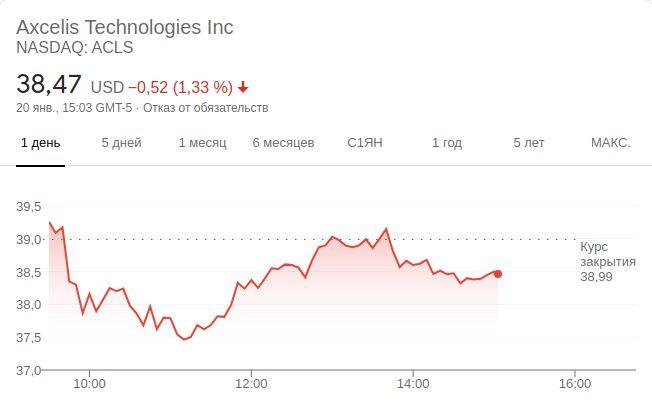 Axcelis Technologies Inc
NASDAQ: ACLS
38,47 USD −0,52 (1,33 %)
20 янв., 15:03 GMT-5 · Отказ от обязательств
1 день 5 дней 1 месяц 6 месяцев С1ЯН 1 год 5 лет МАКС.
39,5
39,0
38,5
38,0
37,5
37,0
Курс
закрытия
38,99
10:00 12:00 14:00 16:00